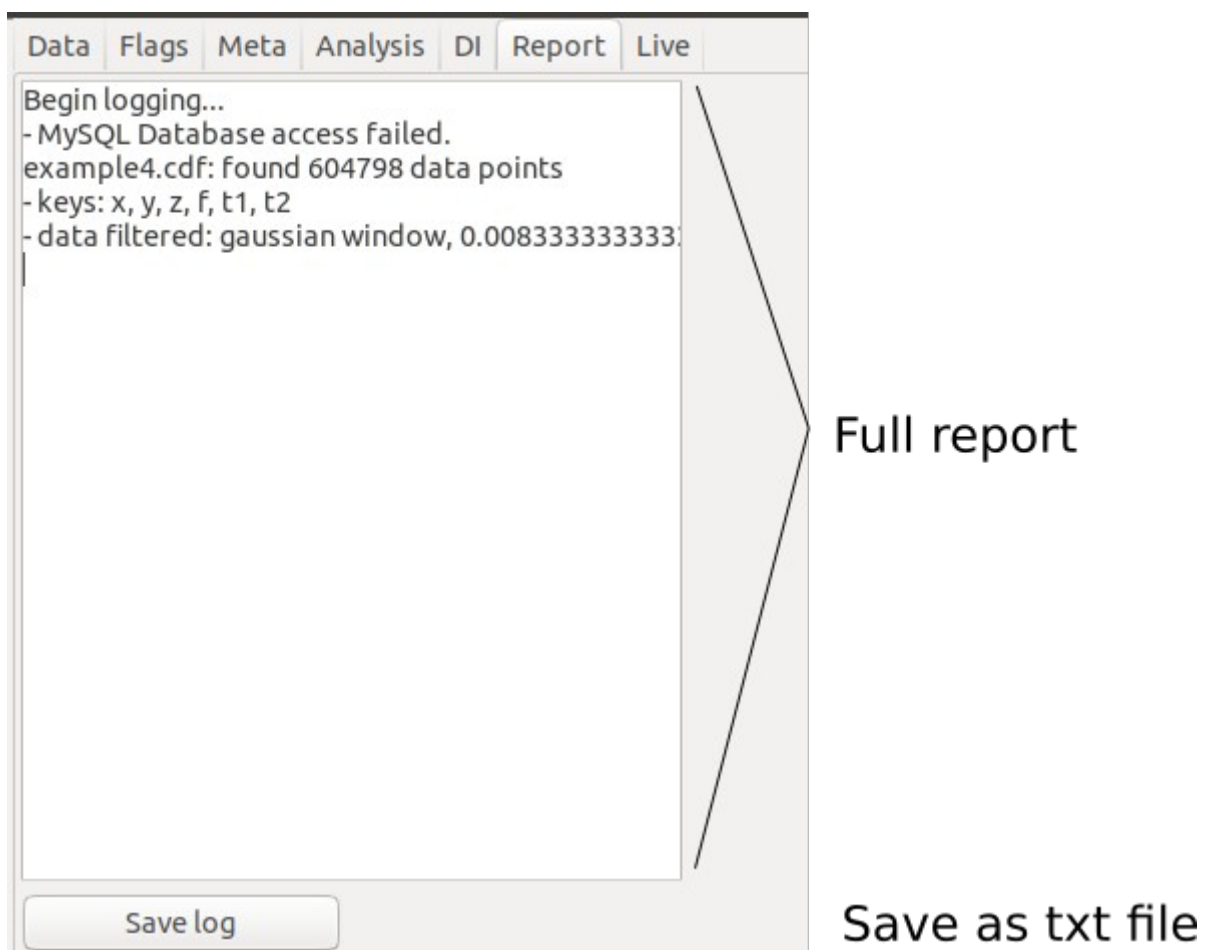 Data Flags Meta Analysis DI Report Live
Begin logging...
- MySQL Database access failed.
example4.cdf: found 604798 data points
- keys: x, y, z, f, t1, t2
- data filtered: gaussian window, 0.008333333333
Full report
Save log
Save as txt file